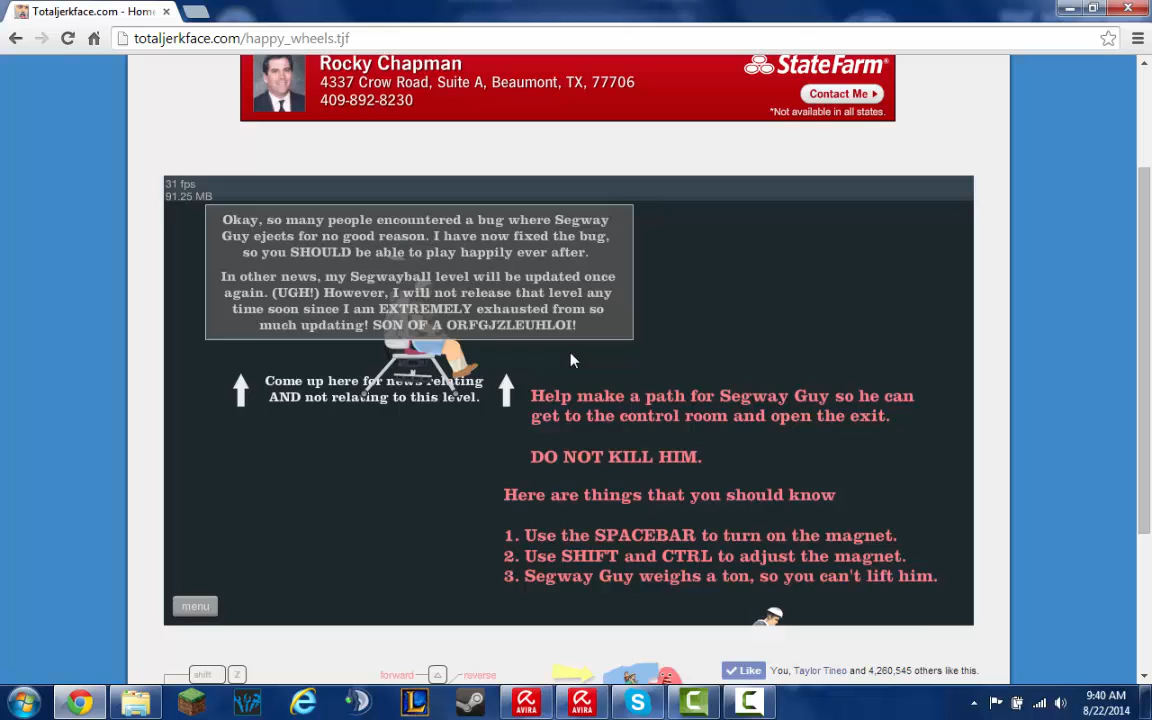 Totaljerkface.com - Hom
totaljerkface.com/happy_wheels.tjf
Rocky Chapman
4337 Crow Road, Suite A, Beaumont, TX, 77706
409-892-8230
StateFarm
Contact Me
*Not available in all states.
31 fps
91.25 MB
Okay, so many people encountered a bug where Segway
Guy ejects for no good reason. I have now fixed the bug,
so you SHOULD be able to play happily ever after.
In other news, my Segwayball level will be updated once
again. (UGH!) However, I will not release that level any
time soon since I am EXTREMELY exhausted from so
much updating! SON OF A ORFGJZLEUHLOI!
Come up here for news relating
AND not relating to this level.
Help make a path for Segway Guy so he can
get to the control room and open the exit.
DO NOT KILL HIM.
Here are things that you should know
1. Use the SPACEBAR to turn on the magnet.
2. Use SHIFT and CTRL to adjust the magnet.
3. Segway Guy weighs a ton, so you can't lift him.
menu
shift Z
forward reverse
Like You, Taylor Tineo and 4,260,545 others like this.
AVIRA AVIRA
9:40 AM
8/22/2014